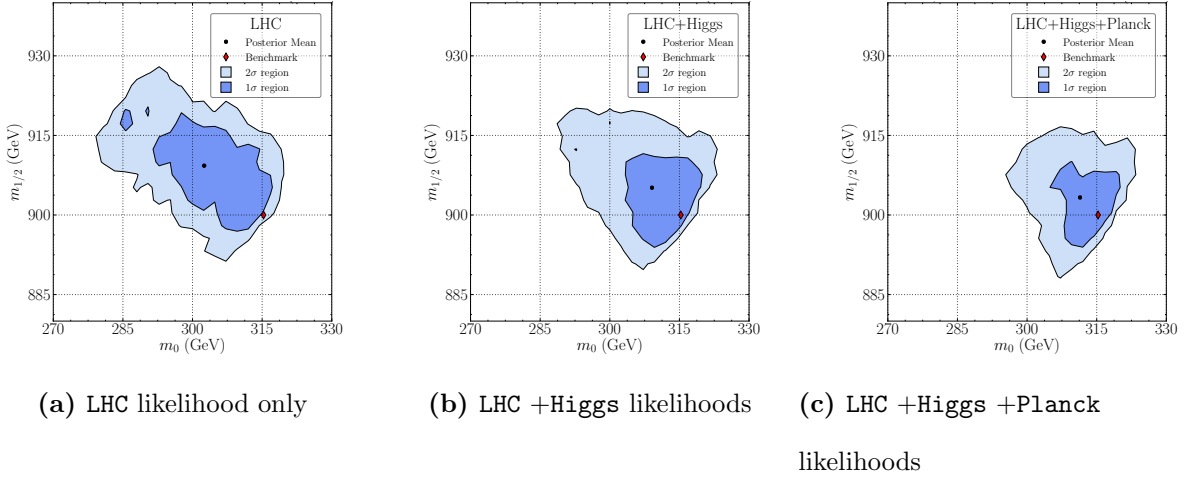 LHC
Posterior Mean
Benchmark
2σ region
1σ region
930
915
900
885
270
285
300
315
330
m0 (GeV)
m1/2 (GeV)
LHC+Higgs
Posterior Mean
Benchmark
2σ region
1σ region
930
915
900
885
270
285
300
315
330
m0 (GeV)
m1/2 (GeV)
LHC+Higgs+Planck
Posterior Mean
Benchmark
2σ region
1σ region
930
915
900
885
270
285
300
315
330
m0 (GeV)
m1/2 (GeV)
(a) LHC likelihood only
(b) LHC +Higgs likelihoods
(c) LHC +Higgs +Planck
likelihoods